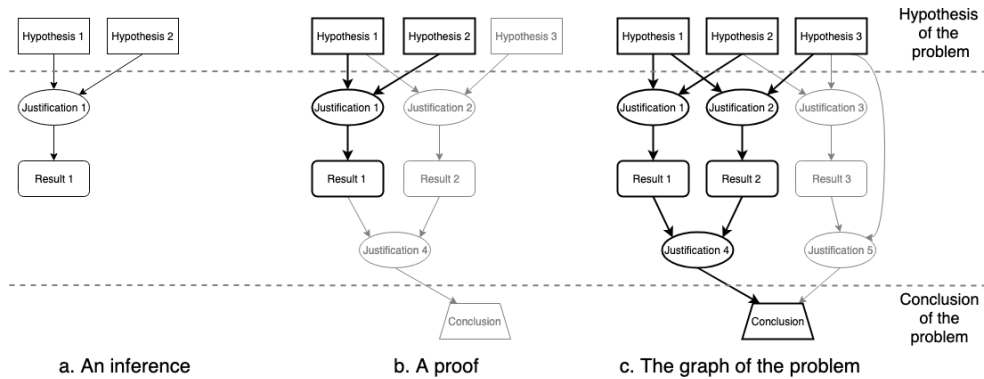 Hypothesis 1
Hypothesis 2
Hypothesis 1
Hypothesis 2
Hypothesis 3
Hypothesis 1
Hypothesis 2
Hypothesis 3
Hypothesis
of the
problem
Justification 1
Justification 1
Justification 2
Justification 1
Justification 2
Justification 3
Result 1
Result 1
Result 2
Result 1
Result 2
Result 3
Justification 4
Justification 4
Justification 5
Conclusion
Conclusion
Conclusion
of the
problem
a. An inference
b. A proof
c. The graph of the problem